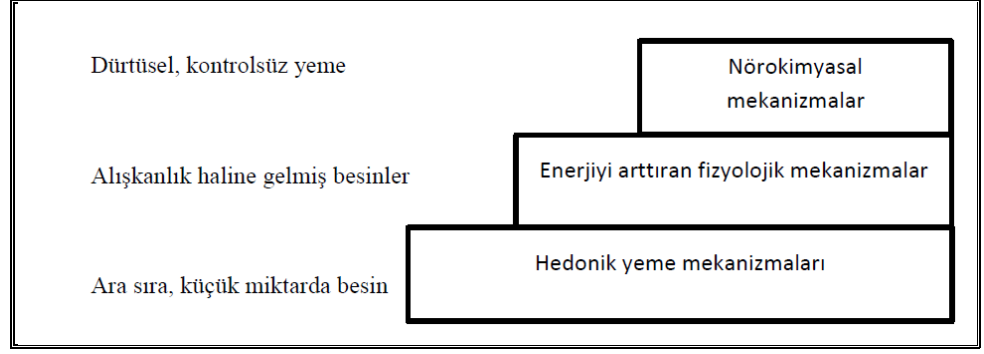 Dürtüsel, kontrolsüz yeme
Nörokimyasal
mekanizmalar
Alışkanlık haline gelmiş besinler
Enerjiyi arttıran fizyolojik mekanizmalar
Ara sıra, küçük miktarda besin
Hedonik yeme mekanizmaları